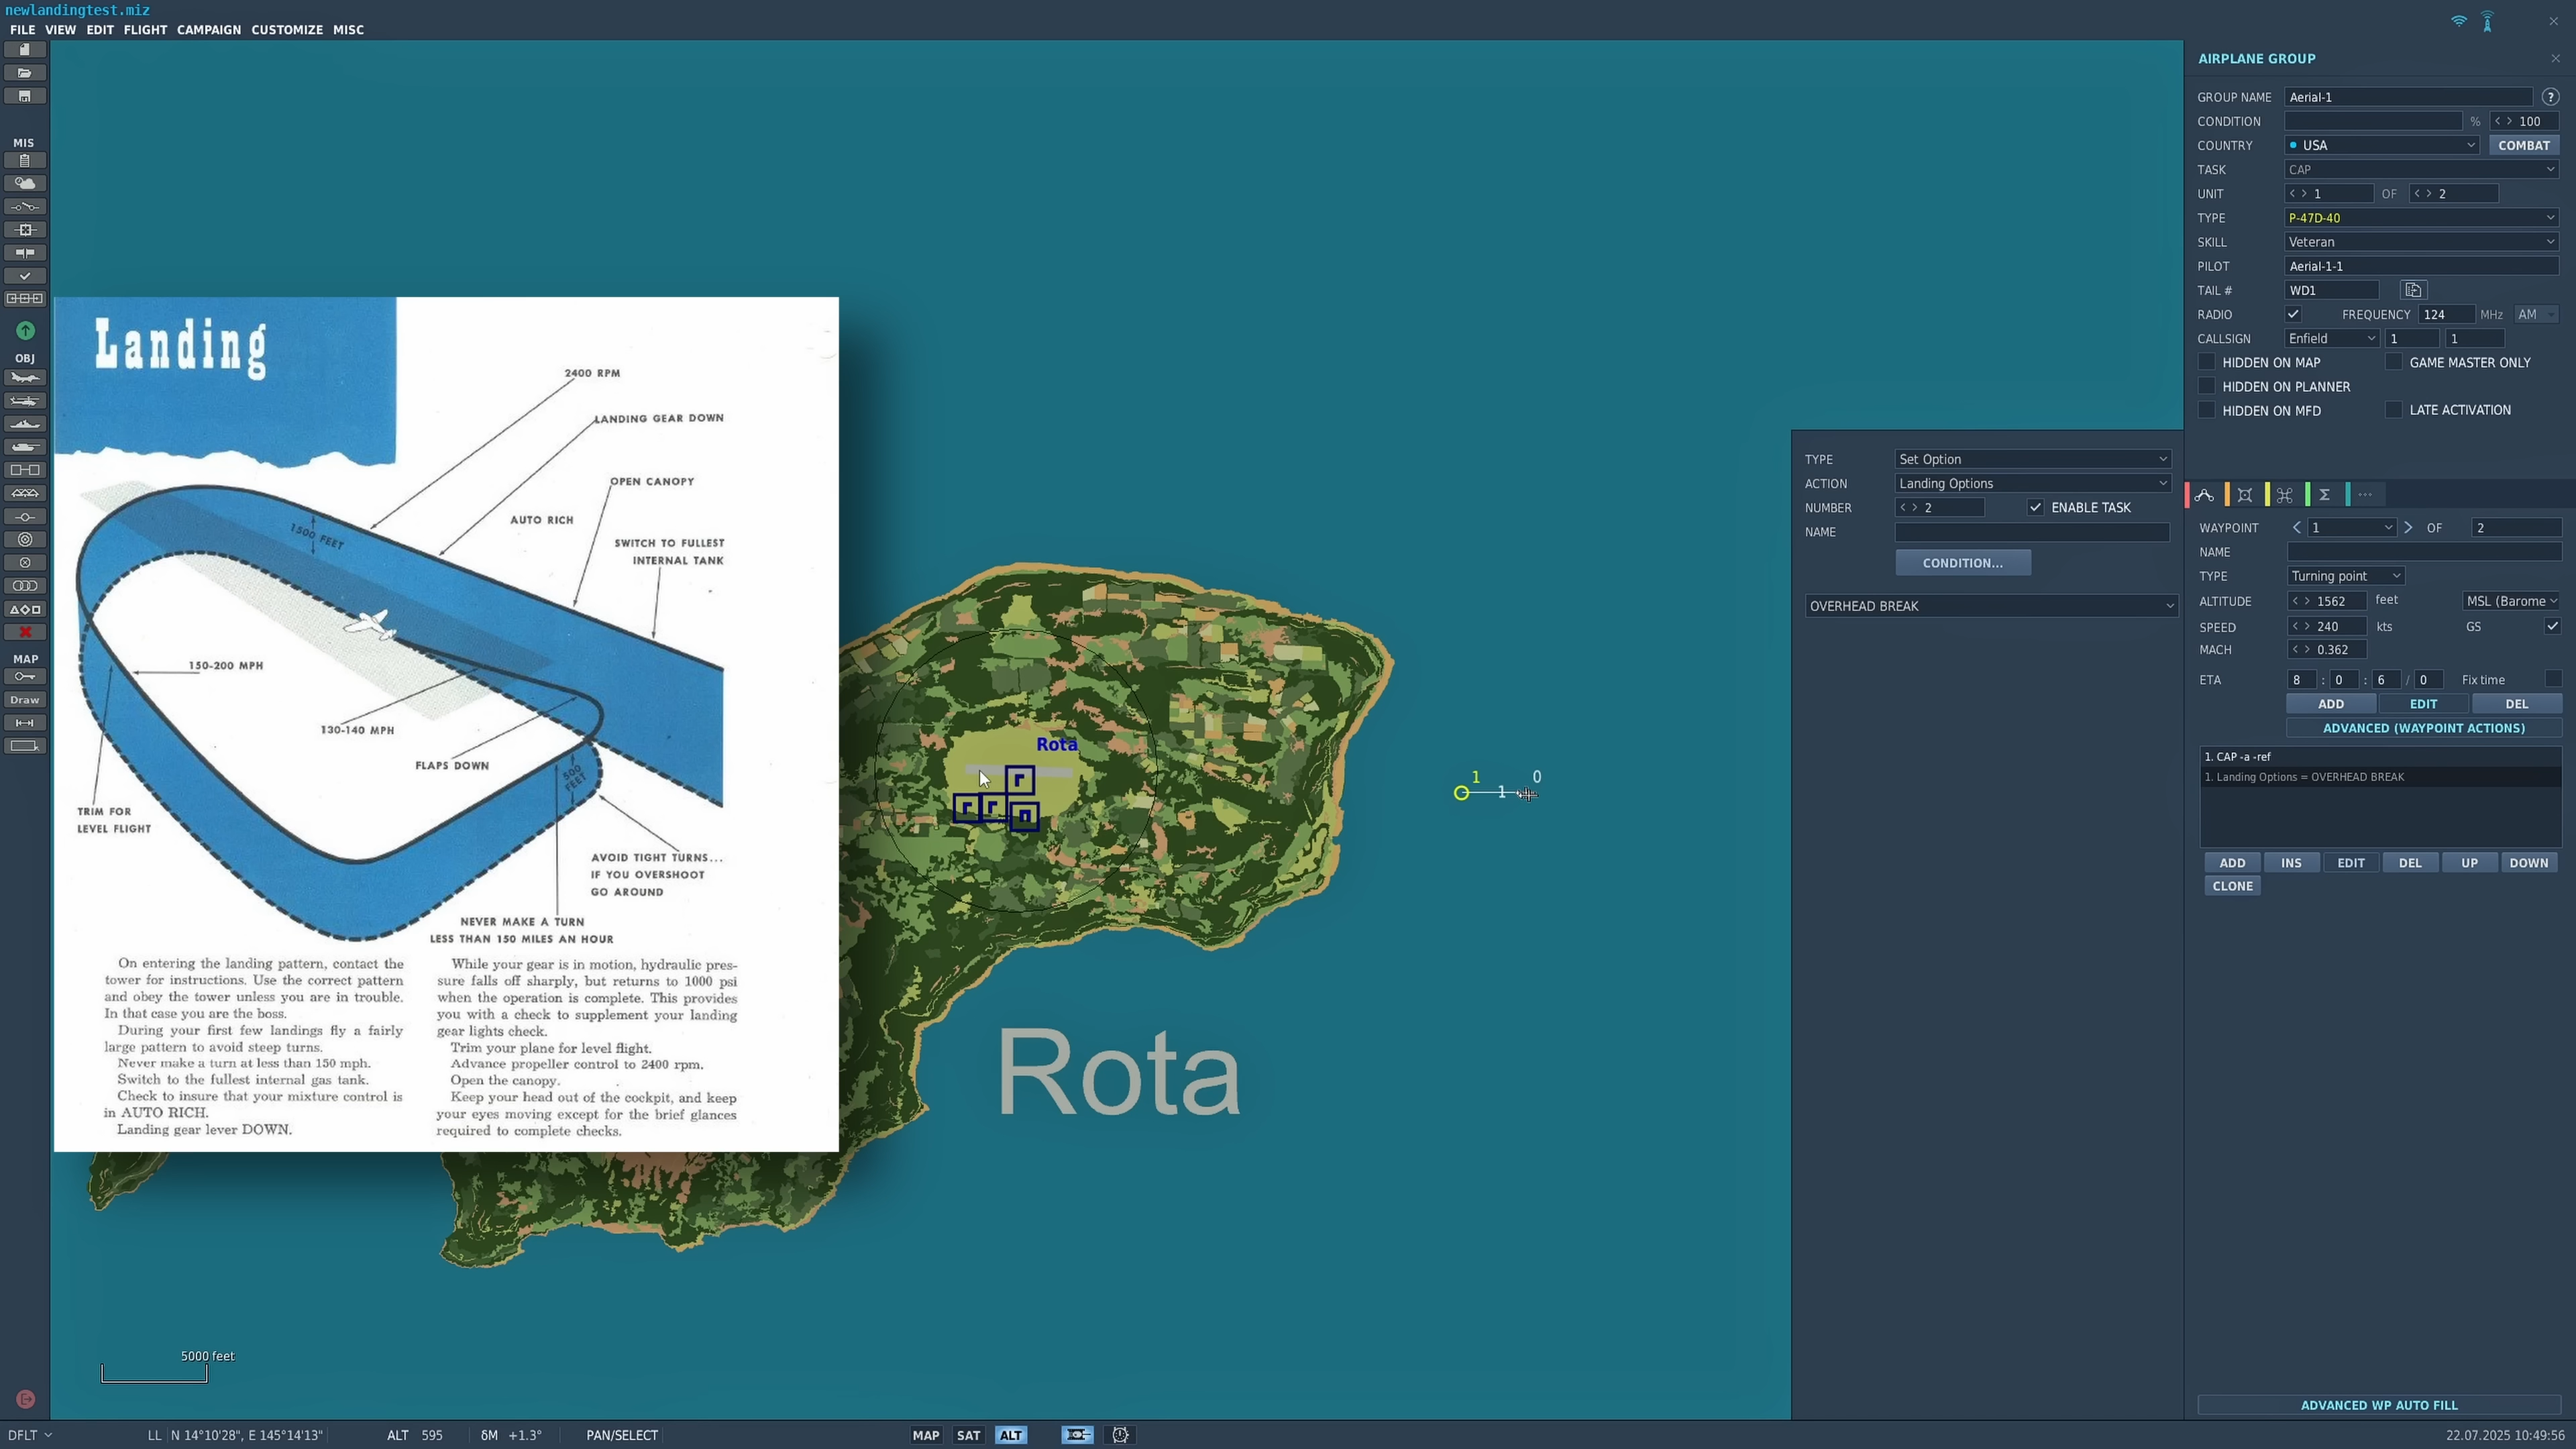 newlandingtest.miz
FILE VIEW EDIT FLIGHT CAMPAIGN CUSTOMIZE MISC
MIS
OBJ
MAP
Draw
Landing
2400 RPM
LANDING GEAR DOWN
OPEN CANOPY
AUTO RICH
SWITCH TO FULLEST
INTERNAL TANK
1500 FEET
150-200 MPH
130-140 MPH
FLAPS DOWN
500
FEET
TRIM FOR
LEVEL FLIGHT
AVOID TIGHT TURNS...
IF YOU OVERSHOOT
GO AROUND
NEVER MAKE A TURN
LESS THAN 150 MILES AN HOUR
On entering the landing pattern, contact the
tower for instructions. Use the correct pattern
and obey the tower unless you are in trouble.
In that case you are the boss.
During your first few landings fly a fairly
large pattern to avoid steep turns.
Never make a turn at less than 150 mph.
Switch to the fullest internal gas tank.
Check to insure that your mixture control is
in AUTO RICH.
Landing gear lever DOWN.
While your gear is in motion, hydraulic pres-
sure falls off sharply, but returns to 1000 psi
when the operation is complete. This provides
you with a check to supplement your landing
gear lights check.
Trim your plane for level flight.
Advance propeller control to 2400 rpm.
Open the canopy.
Keep your head out of the cockpit, and keep
your eyes moving except for the brief glances
required to complete checks.
Rota
1 0
1
Rota
5000 feet
TYPE Set Option
ACTION Landing Options
NUMBER < > 2 ENABLE TASK
NAME
CONDITION...
OVERHEAD BREAK
AIRPLANE GROUP
GROUP NAME Aerial-1 ?
CONDITION % < > 100
COUNTRY USA COMBAT
TASK CAP
UNIT < > 1 OF < > 2
TYPE P-47D-40
SKILL Veteran
PILOT Aerial-1-1
TAIL # WD1
RADIO FREQUENCY 124 MHz AM
CALLSIGN Enfield 1 1
HIDDEN ON MAP GAME MASTER ONLY
HIDDEN ON PLANNER
HIDDEN ON MFD LATE ACTIVATION
WAYPOINT < 1 > OF 2
NAME
TYPE Turning point
ALTITUDE < > 1562 feet MSL (Barome
SPEED < > 240 kts GS
MACH < > 0.362
ETA 8 : 0 : 6 / 0 Fix time
ADD EDIT DEL
ADVANCED (WAYPOINT ACTIONS)
1. CAP -a -ref
1. Landing Options = OVERHEAD BREAK
ADD INS EDIT DEL UP DOWN
CLONE
ADVANCED WP AUTO FILL
DFLT LL N 14°10'28", E 145°14'13" ALT 595 δM +1.3° PAN/SELECT MAP SAT ALT 22.07.2025 10:49:56